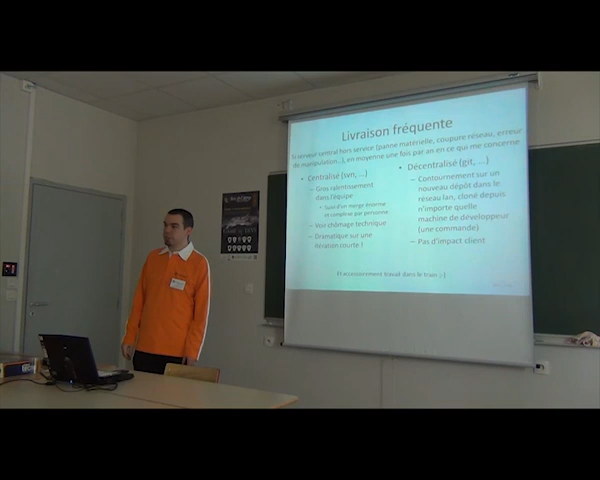 Livraison fréquente
Si serveur central hors service (panne matérielle, coupure réseau, erreur
de manipulation...), en moyenne une fois par an en ce qui me concerne
• Centralisé (svn, ...)
– Gros ralentissement
dans l'équipe
• Suivi d'un merge énorme
et complexe par personne
– Voir chômage technique
– Dramatique sur une
itération courte !
• Décentralisé (git, ...)
– Contournement sur un
nouveau dépôt dans le
réseau lan, cloné depuis
n'importe quelle
machine de développeur
(une commande)
– Pas d'impact client
Et accessoirement travail dans le train ;-)